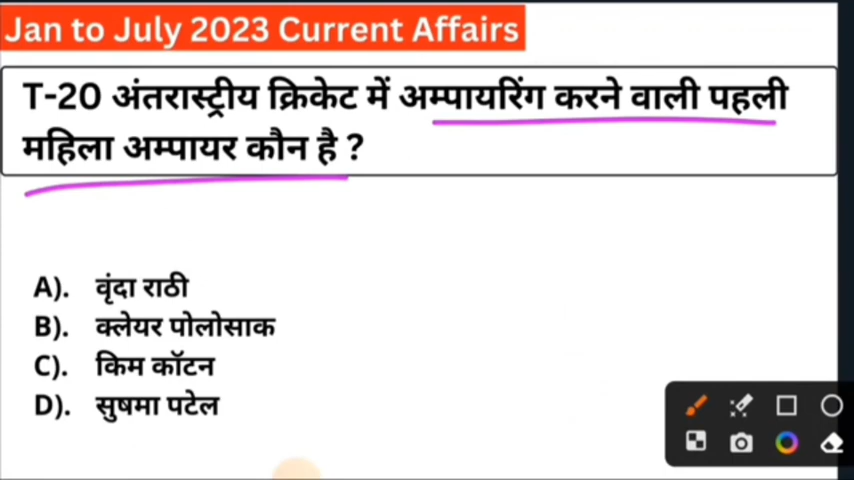 Jan to July 2023 Current Affairs
T-20 अंतरास्ट्रीय क्रिकेट में अम्पायरिंग करने वाली पहली
महिला अम्पायर कौन है ?
A). वृंदा राठी
B). क्लेयर पोलोसाक
C). किम कॉटन
D). सुषमा पटेल